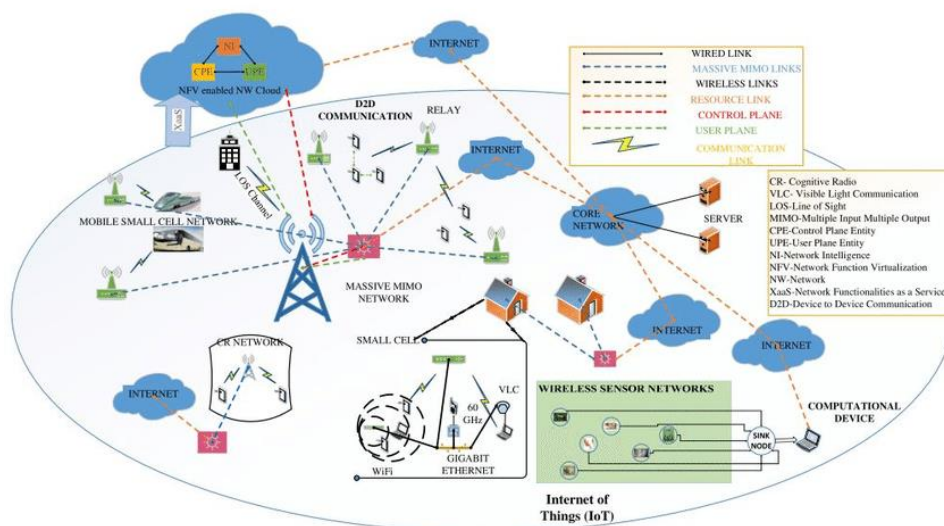 NI
CPE
UPE
NFV enabled NW Cloud
INTERNET
XoaS
D2D
COMMUNICATION
RELAY
INTERNET
LOS Channel
MOBILE SMALL CELL NETWORK
WIRED LINK
MASSIVE MIMO LINKS
WIRELESS LINKS
RESOURCE LINK
CONTROL PLANE
USER PLANE
COMMUNICATION
LINK
CORE
NETWORK
SERVER
CR- Cognitive Radio
VLC- Visible Light Communication
LOS-Line of Sight
MIMO-Multiple Input Multiple Output
CPE-Control Plane Entity
UPE-User Plane Entity
NI-Network Intelligence
NFV-Network Function Virtualization
NW-Network
XaaS-Network Functionalities as a Service
D2D-Device to Device Communication
MASSIVE MIMO
NETWORK
SMALL CELL
INTERNET
INTERNET
CR NETWORK
INTERNET
VLC
60
GHz
WiFi
GIGABIT
ETHERNET
WIRELESS SENSOR NETWORKS
SINK
NODE
COMPUTATIONAL
DEVICE
Internet of
Things (IoT)